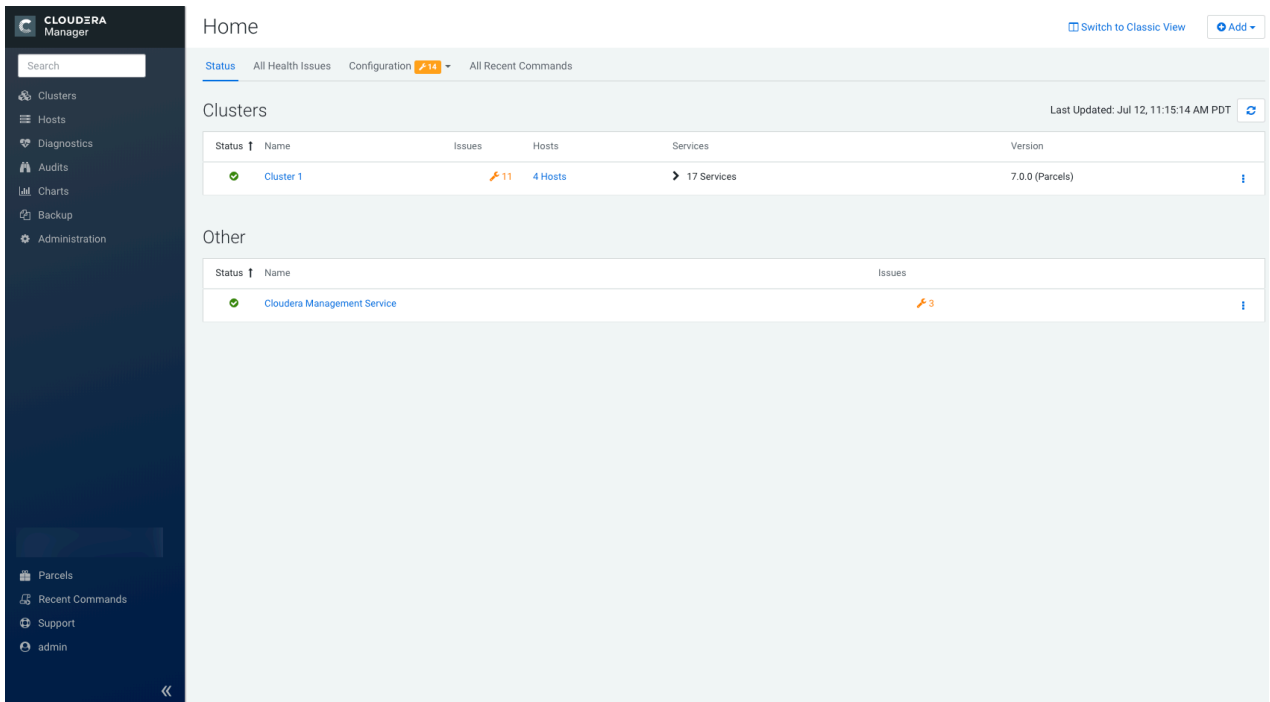 CLOUDERA
Manager
Search
Clusters
Hosts
Diagnostics
Audits
Charts
Backup
Administration
Parcels
Recent Commands
Support
admin
Home
Switch to Classic View
Add
Status All Health Issues Configuration 14 All Recent Commands
Clusters
Last Updated: Jul 12, 11:15:14 AM PDT
Status Name Issues Hosts Services Version
Cluster 1 11 4 Hosts 17 Services 7.0.0 (Parcels)
Other
Status Name Issues
Cloudera Management Service 3